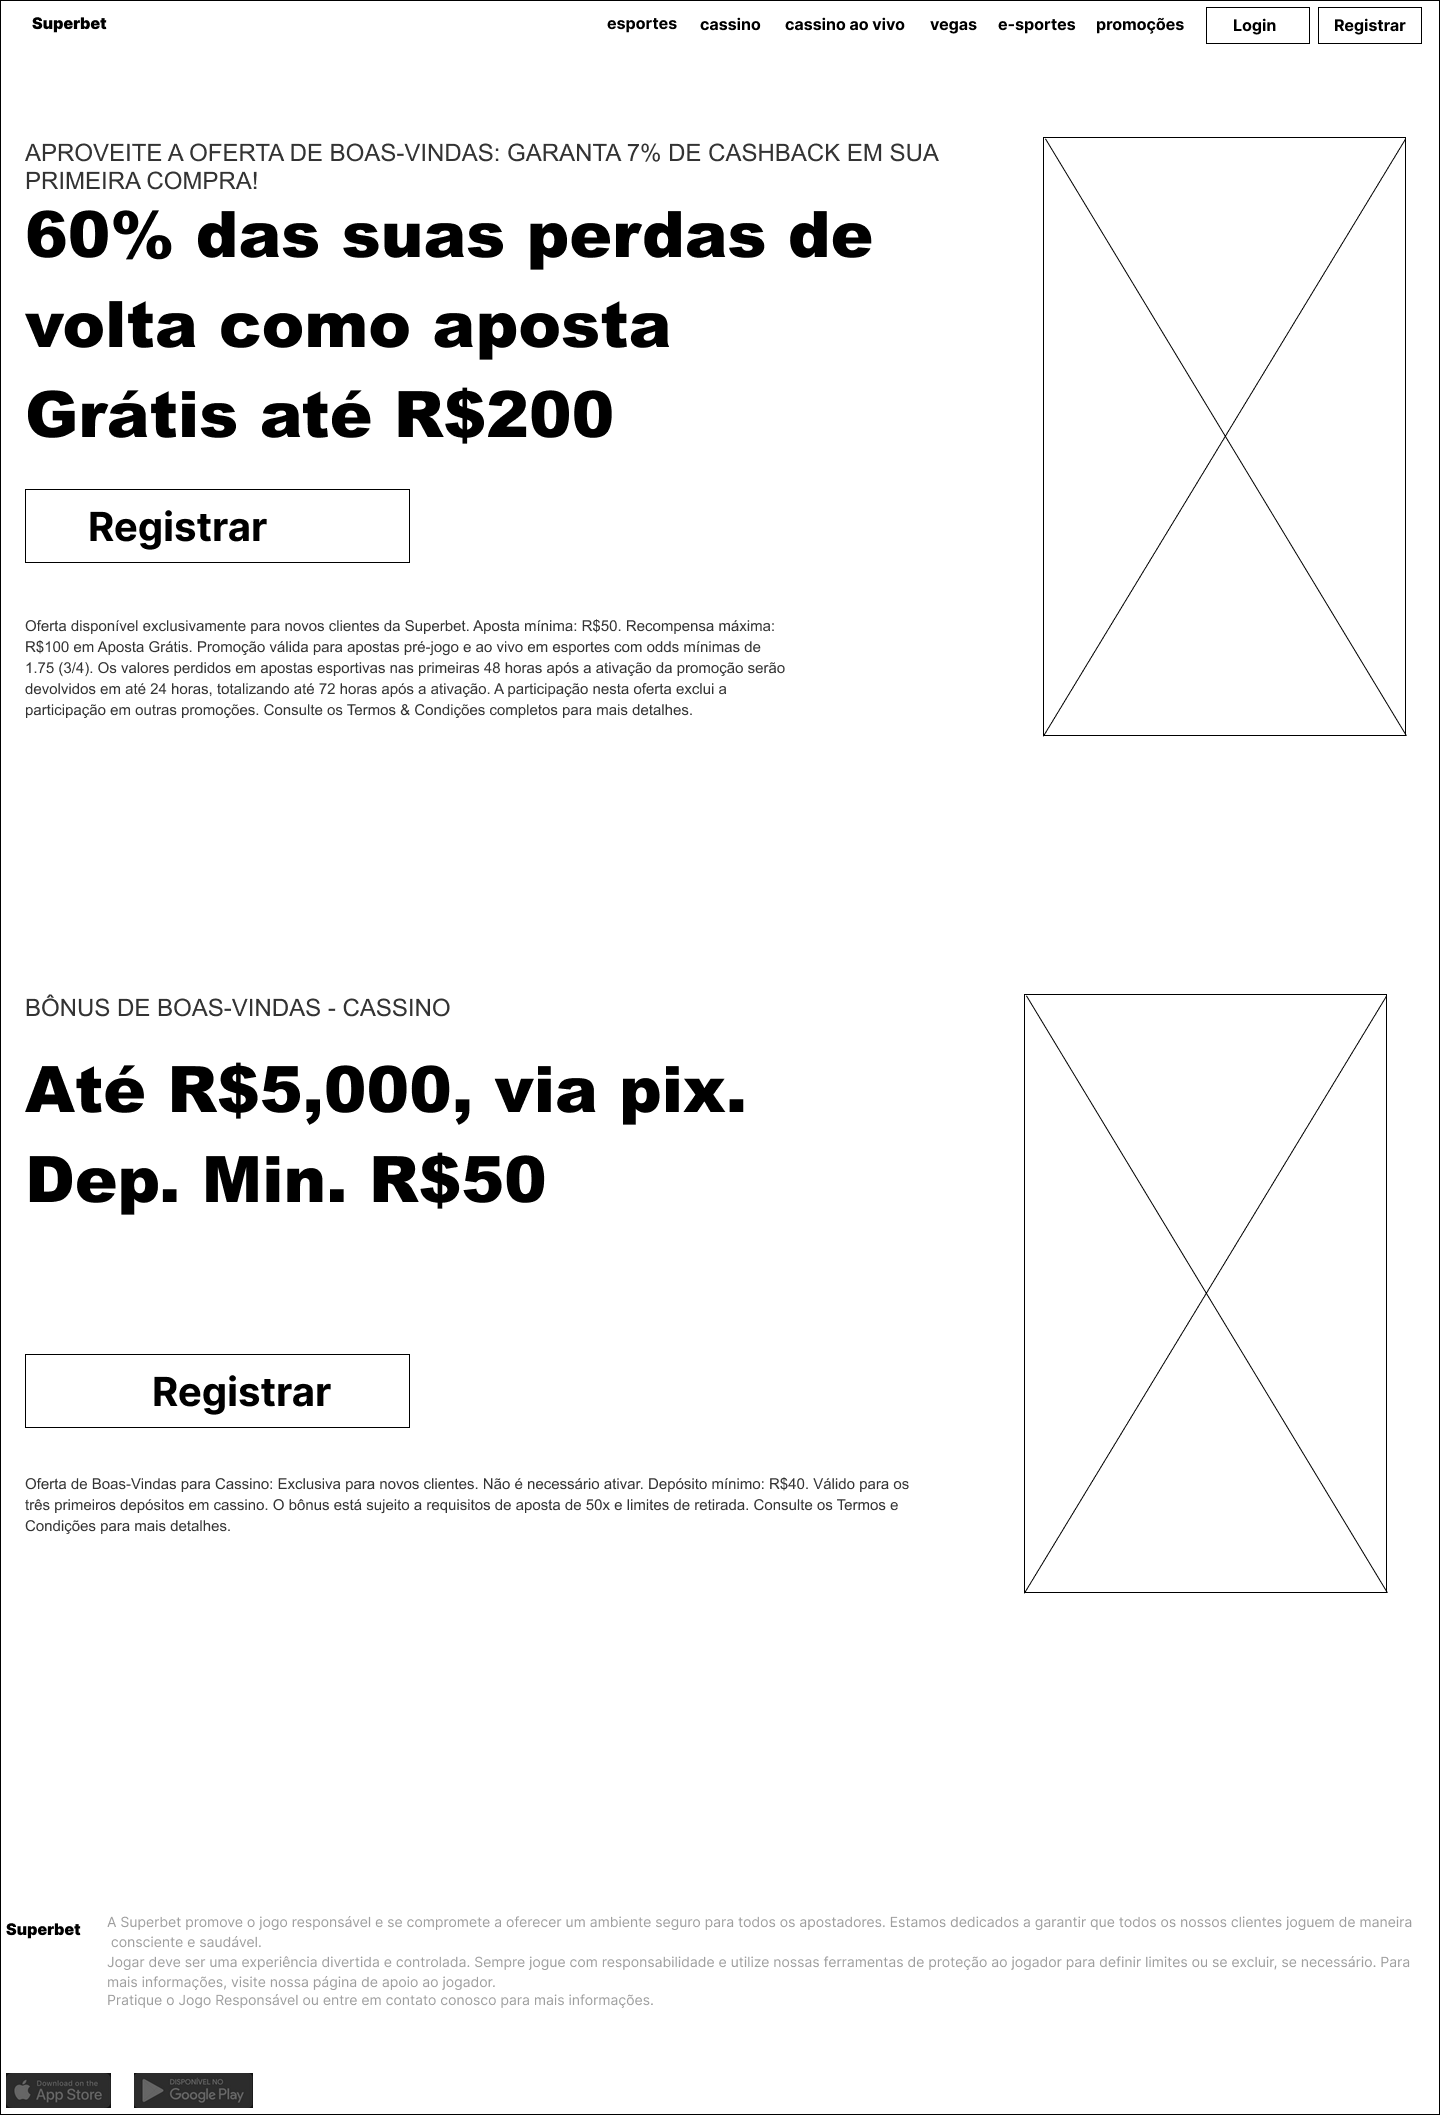 Superbet
esportes cassino cassino ao vivo vegas e-sportes promoções Login Registrar
APROVEITE A OFERTA DE BOAS-VINDAS: GARANTA 7% DE CASHBACK EM SUA
PRIMEIRA COMPRA!
60% das suas perdas de
volta como aposta
Grátis até R$200
Registrar
Oferta disponível exclusivamente para novos clientes da Superbet. Aposta mínima: R$50. Recompensa máxima:
R$100 em Aposta Grátis. Promoção válida para apostas pré-jogo e ao vivo em esportes com odds mínimas de
1.75 (3/4). Os valores perdidos em apostas esportivas nas primeiras 48 horas após a ativação da promoção serão
devolvidos em até 24 horas, totalizando até 72 horas após a ativação. A participação nesta oferta exclui a
participação em outras promoções. Consulte os Termos & Condições completos para mais detalhes.
BÔNUS DE BOAS-VINDAS - CASSINO
Até R$5,000, via pix.
Dep. Min. R$50
Registrar
Oferta de Boas-Vindas para Cassino: Exclusiva para novos clientes. Não é necessário ativar. Depósito mínimo: R$40. Válido para os
três primeiros depósitos em cassino. O bônus está sujeito a requisitos de aposta de 50x e limites de retirada. Consulte os Termos e
Condições para mais detalhes.
Superbet
A Superbet promove o jogo responsável e se compromete a oferecer um ambiente seguro para todos os apostadores. Estamos dedicados a garantir que todos os nossos clientes joguem de maneira
consciente e saudável.
Jogar deve ser uma experiência divertida e controlada. Sempre jogue com responsabilidade e utilize nossas ferramentas de proteção ao jogador para definir limites ou se excluir, se necessário. Para
mais informações, visite nossa página de apoio ao jogador.
Pratique o Jogo Responsável ou entre em contato conosco para mais informações.
Download on the
App Store
DISPONÍVEL NO
Google Play